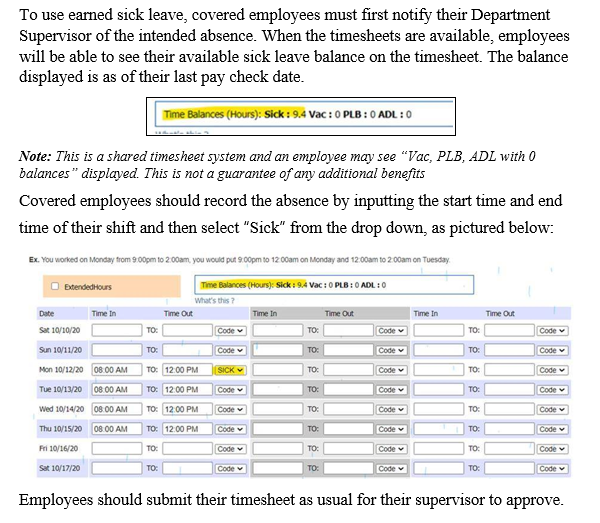 To use earned sick leave, covered employees must first notify their Department
Supervisor of the intended absence. When the timesheets are available, employees
will be able to see their available sick leave balance on the timesheet. The balance
displayed is as of their last pay check date.
Time Balances (Hours): Sick : 9.4 Vac : 0 PLB : 0 ADL : 0
Note: This is a shared timesheet system and an employee may see “Vac, PLB, ADL with 0
balances” displayed. This is not a guarantee of any additional benefits
Covered employees should record the absence by inputting the start time and end
time of their shift and then select “Sick” from the drop down, as pictured below:
Ex. You worked on Monday from 9:00pm to 2:00am, you would put 9:00pm to 12:00am on Monday and 12:00am to 2:00am on Tuesday.
ExtendedHours Time Balances (Hours): Sick : 9.4 Vac : 0 PLB : 0 ADL : 0
What's this ?
Date Time In Time Out Time In Time Out Time In Time Out
Sat 10/10/20 TO: Code TO: Code TO: Code
Sun 10/11/20 TO: Code TO: Code TO: Code
Mon 10/12/20 08:00 AM TO: 12:00 PM SICK TO: Code TO: Code
Tue 10/13/20 08:00 AM TO: 12:00 PM Code TO: Code TO: Code
Wed 10/14/20 08:00 AM TO: 12:00 PM Code TO: Code TO: Code
Thu 10/15/20 08:00 AM TO: 12:00 PM Code TO: Code TO: Code
Fri 10/16/20 TO: Code TO: Code TO: Code
Sat 10/17/20 TO: Code TO: Code TO: Code
Employees should submit their timesheet as usual for their supervisor to approve.